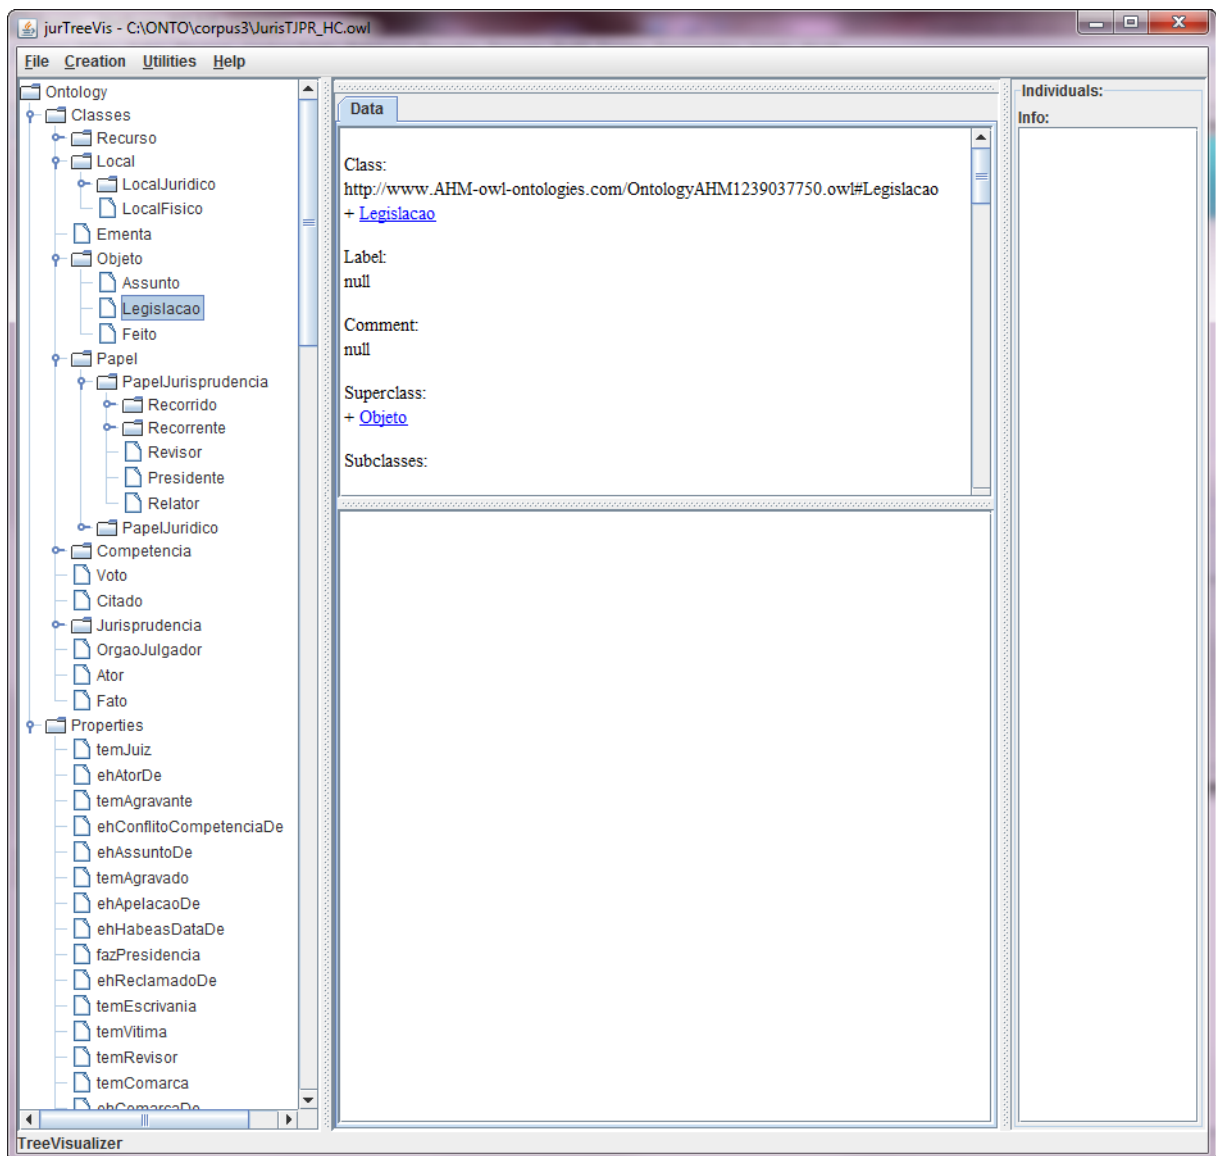 jurTreeVis - C:\ONTO\corpus3\JurisTJPR_HC.owl
File Creation Utilities Help
Ontology
Classes
Recurso
Local
LocalJuridico
LocalFisico
Ementa
Objeto
Assunto
Legislacao
Feito
Papel
PapelJurisprudencia
Recorrido
Recorrente
Revisor
Presidente
Relator
PapelJuridico
Competencia
Voto
Citado
Jurisprudencia
OrgaoJulgador
Ator
Fato
Properties
temJuiz
ehAtorDe
temAgravante
ehConflitoCompetenciaDe
ehAssuntoDe
temAgravado
ehApelacaoDe
ehHabeasDataDe
fazPresidencia
ehReclamadoDe
temEscrivania
temVitima
temRevisor
temComarca
ehComarcaDe
Data
Class:
http://www.AHM-owl-ontologies.com/OntologyAHM1239037750.owl#Legislacao
+ Legislacao
Label:
null
Comment:
null
Superclass:
+ Objeto
Subclasses:
Individuals:
Info:
TreeVisualizer